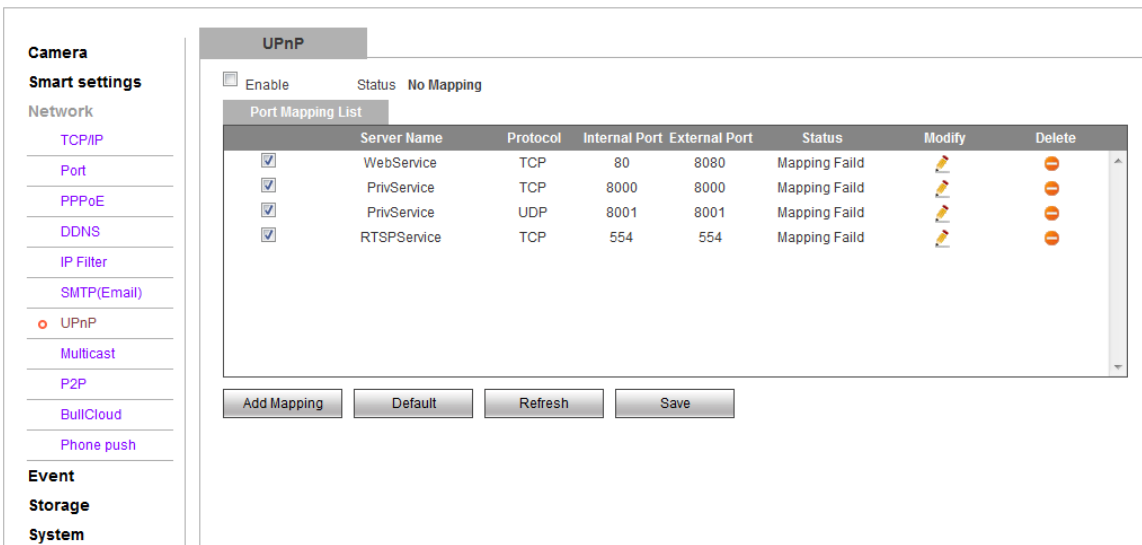 UPnP
Camera
Smart settings
Network
TCP/IP
Port
PPPoE
DDNS
IP Filter
SMTP(Email)
UPnP
Multicast
P2P
BullCloud
Phone push
Event
Storage
System
Enable Status No Mapping
Port Mapping List
Server Name Protocol Internal Port External Port Status Modify Delete
WebService TCP 80 8080 Mapping Faild
PrivService TCP 8000 8000 Mapping Faild
PrivService UDP 8001 8001 Mapping Faild
RTSPService TCP 554 554 Mapping Faild
Add Mapping Default Refresh Save